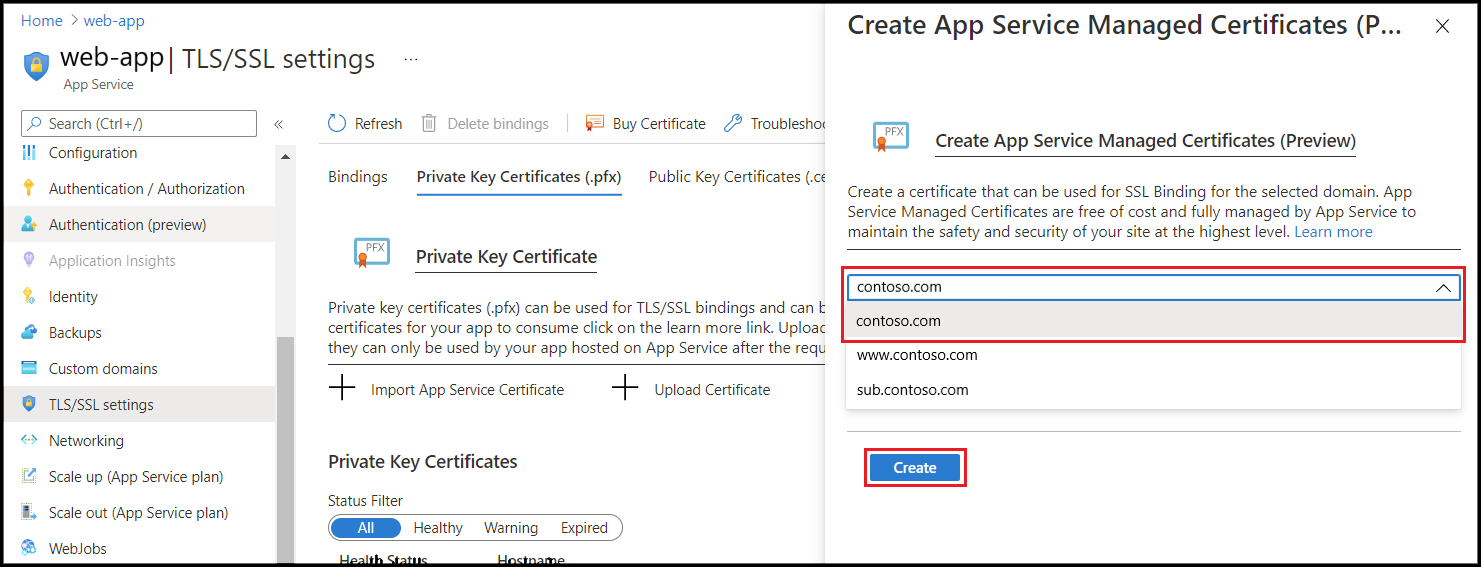 Home > web-app
web-app | TLS/SSL settings ...
App Service
Search (Ctrl+/)
«
Configuration
Authentication / Authorization
Authentication (preview)
Application Insights
Identity
Backups
Custom domains
TLS/SSL settings
Networking
Scale up (App Service plan)
Scale out (App Service plan)
WebJobs
Refresh Delete bindings Buy Certificate Troubleshoo
Bindings Private Key Certificates (.pfx) Public Key Certificates (.ce
PFX
Private Key Certificate
Private key certificates (.pfx) can be used for TLS/SSL bindings and can b
certificates for your app to consume click on the learn more link. Upload
they can only be used by your app hosted on App Service after the requ
Import App Service Certificate Upload Certificate
Private Key Certificates
Status Filter
All Healthy Warning Expired
Health Status Hostname
Create App Service Managed Certificates (P...
PFX
Create App Service Managed Certificates (Preview)
Create a certificate that can be used for SSL Binding for the selected domain. App
Service Managed Certificates are free of cost and fully managed by App Service to
maintain the safety and security of your site at the highest level. Learn more
contoso.com
contoso.com
www.contoso.com
sub.contoso.com
Create